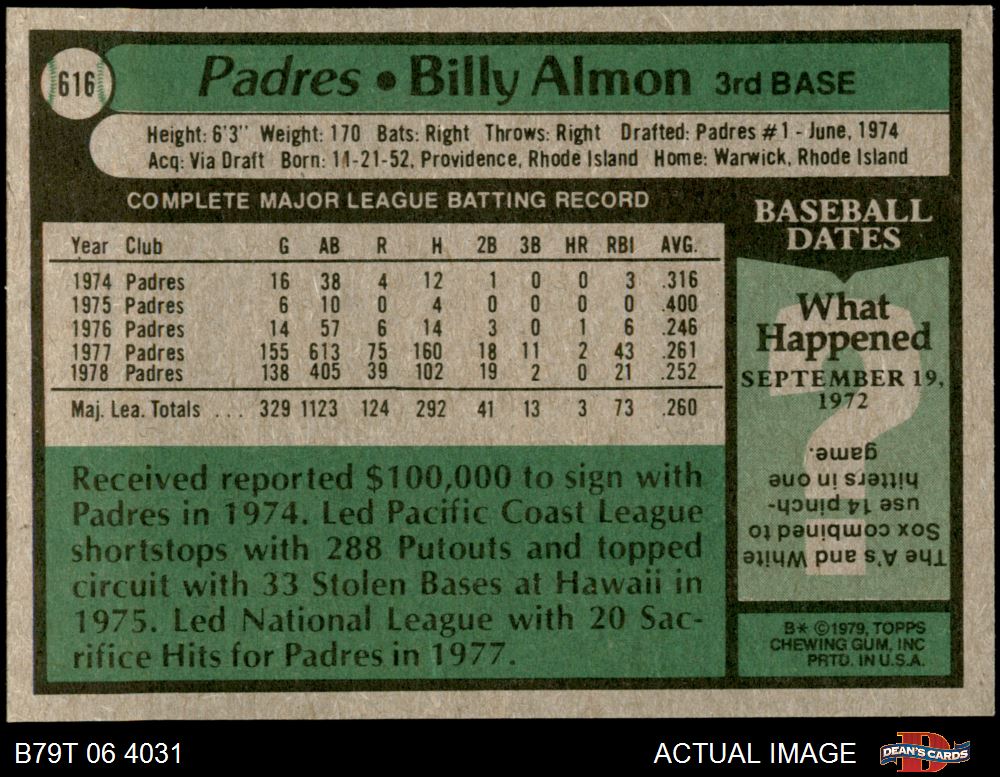 616
Padres • Billy Almon 3rd BASE
Height: 6'3" Weight: 170 Bats: Right Throws: Right Drafted: Padres #1 - June, 1974
Acq: Via Draft Born: 11-21-52, Providence, Rhode Island Home: Warwick, Rhode Island
COMPLETE MAJOR LEAGUE BATTING RECORD
Year Club G AB R H 2B 3B HR RBI AVG.
1974 Padres 16 38 4 12 1 0 0 3 .316
1975 Padres 6 10 0 4 0 0 0 0 .400
1976 Padres 14 57 6 14 3 0 1 6 .246
1977 Padres 155 613 75 160 18 11 2 43 .261
1978 Padres 138 405 39 102 19 2 0 21 .252
Maj. Lea. Totals ... 329 1123 124 292 41 13 3 73 .260
Received reported $100,000 to sign with
Padres in 1974. Led Pacific Coast League
shortstops with 288 Putouts and topped
circuit with 33 Stolen Bases at Hawaii in
1975. Led National League with 20 Sac-
rifice Hits for Padres in 1977.
BASEBALL
DATES
What
Happened
SEPTEMBER 19,
1972
?
The A's and White
Sox combined to
use 14 pinch-
hitters in one
game.
B* ©1979, TOPPS
CHEWING GUM, INC
PRTD. IN U.S.A.
B79T 06 4031
ACTUAL IMAGE
D
DEAN'S CARDS